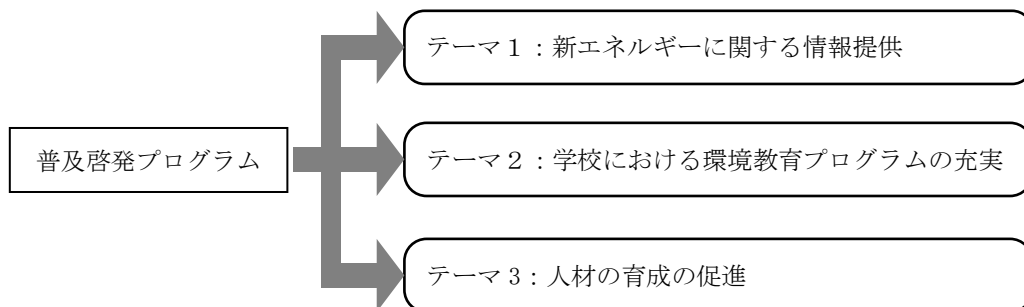 テーマ１：新エネルギーに関する情報提供
普及啓発プログラム
テーマ２：学校における環境教育プログラムの充実
テーマ３：人材の育成の促進